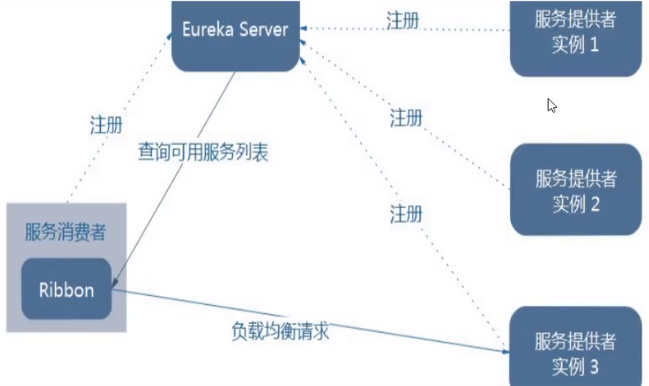 Eureka Server
注册
服务提供者
实例 1
注册
注册
查询可用服务列表
服务提供者
实例 2
注册
服务消费者
Ribbon
负载均衡请求
服务提供者
实例 3